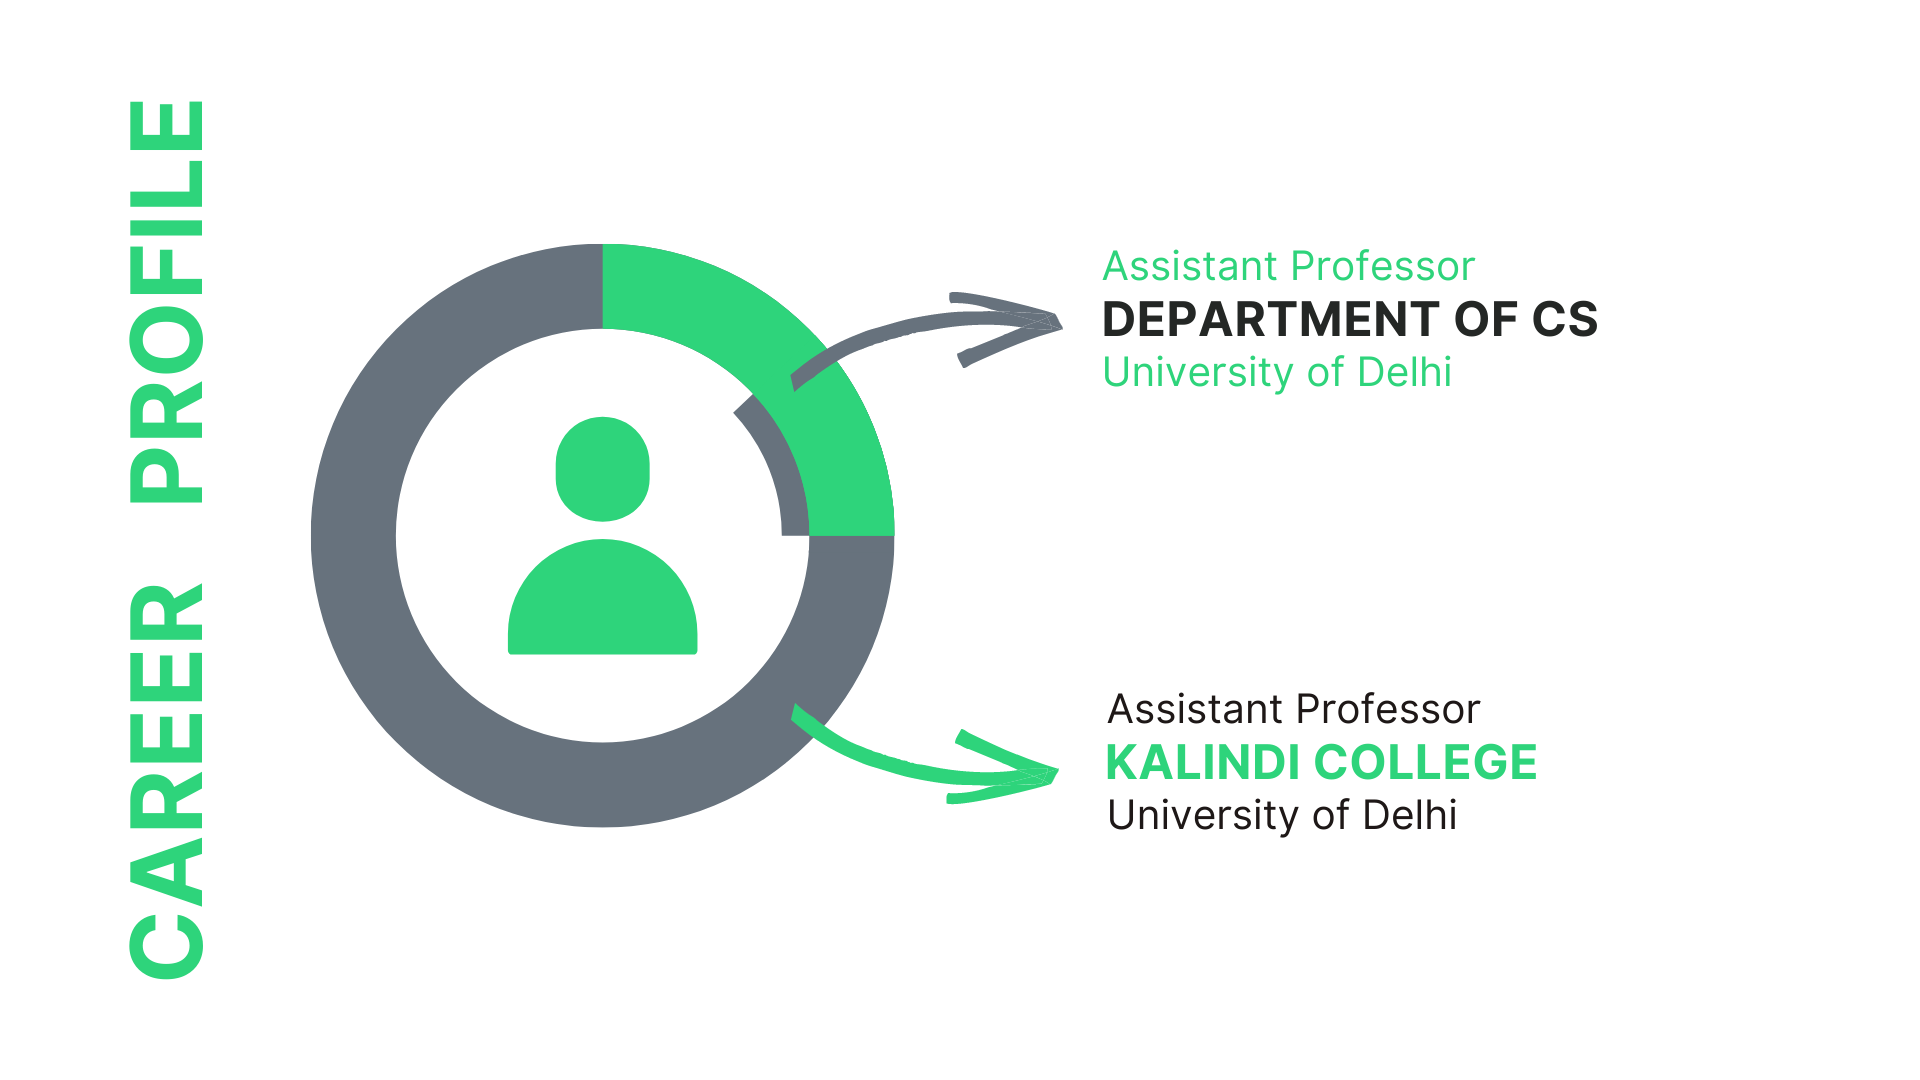 CAREER PROFILE
Assistant Professor
DEPARTMENT OF CS
University of Delhi
Assistant Professor
KALINDI COLLEGE
University of Delhi